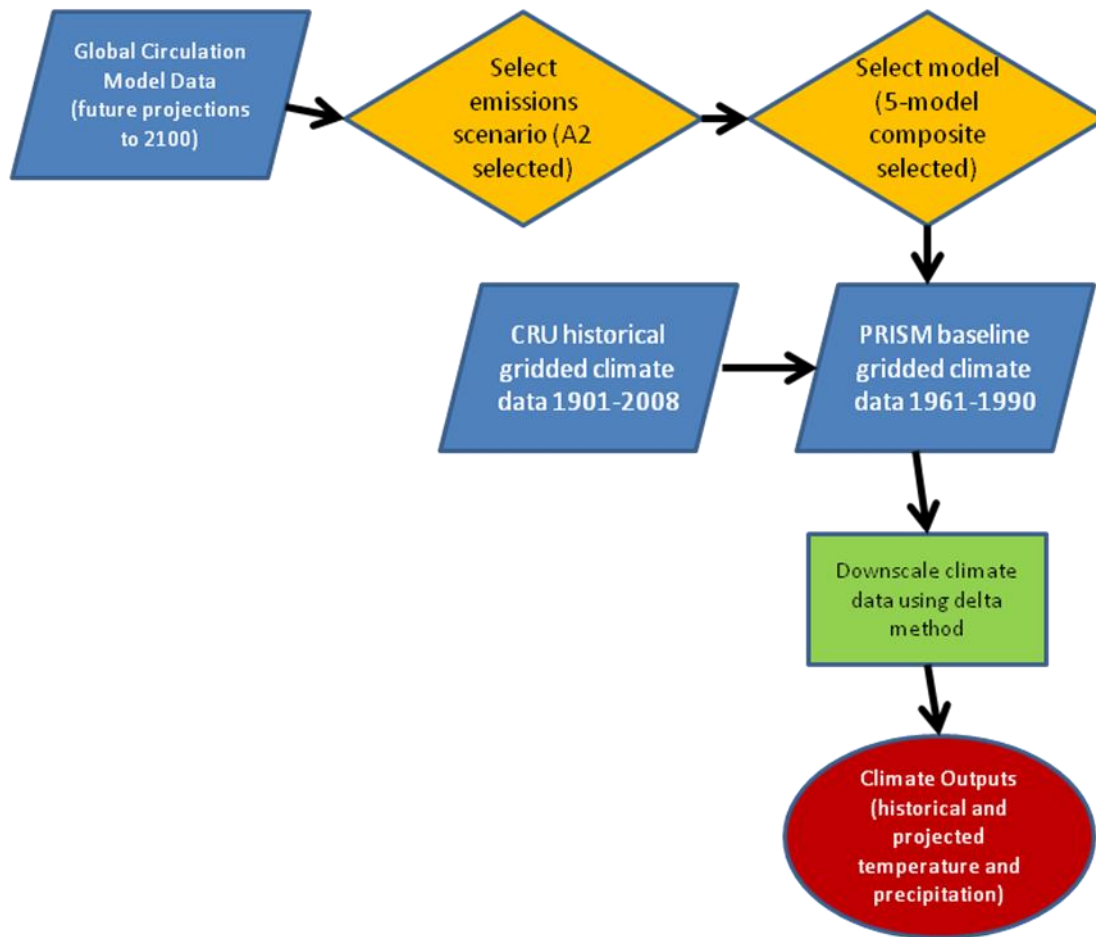 Global Circulation
Model Data
(future projections
to 2100)
Select
emissions
scenario (A2
selected)
Select model
(5-model
composite
selected)
CRU historical
gridded climate
data 1901-2008
PRISM baseline
gridded climate
data 1961-1990
Downscale climate
data using delta
method
Climate Outputs
(historical and
projected
temperature and
precipitation)